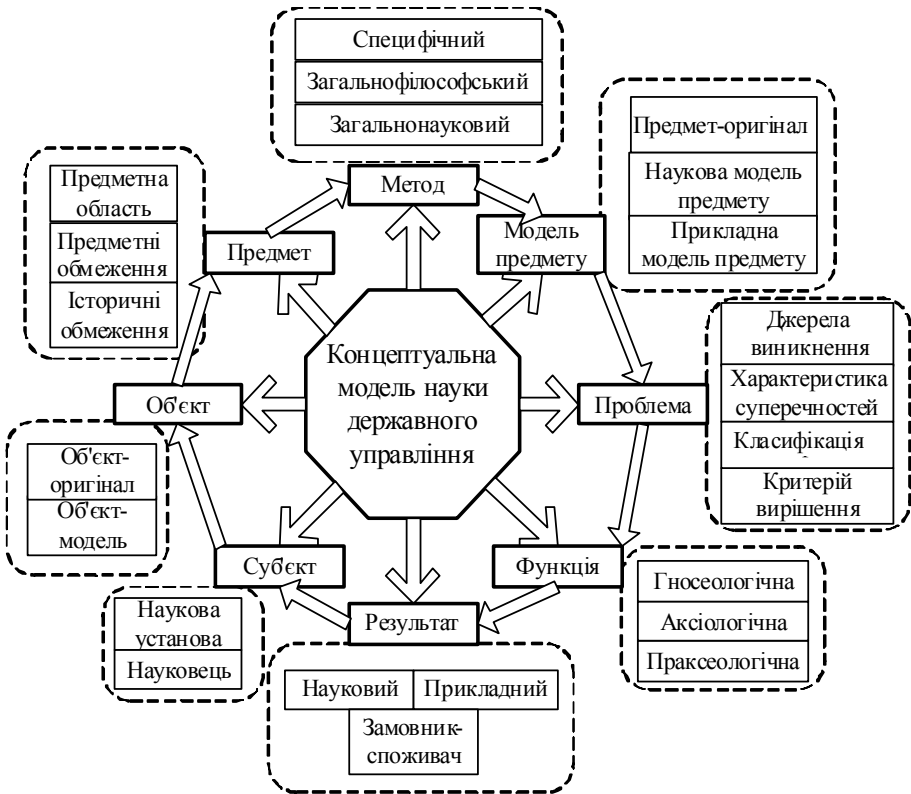 Специфічний
Загальнофілософський
Загальнонауковий
Метод
Предмет-оригінал
Наукова модель
предмету
Прикладна
модель предмету
Модель
предмету
Предметна
область
Предметні
обмеження
Історичні
обмеження
Предмет
Концептуальна
модель науки
державного
управління
Джерела
виникнення
Характеристика
суперечностей
Класифікація
Критерій
вирішення
Проблема
Об'єкт
Об'єкт-
оригінал
Об'єкт-
модель
Суб'єкт
Наукова
установа
Науковець
Функція
Гносеологічна
Аксіологічна
Праксеологічна
Результат
Науковий
Прикладний
Замовник-
споживач